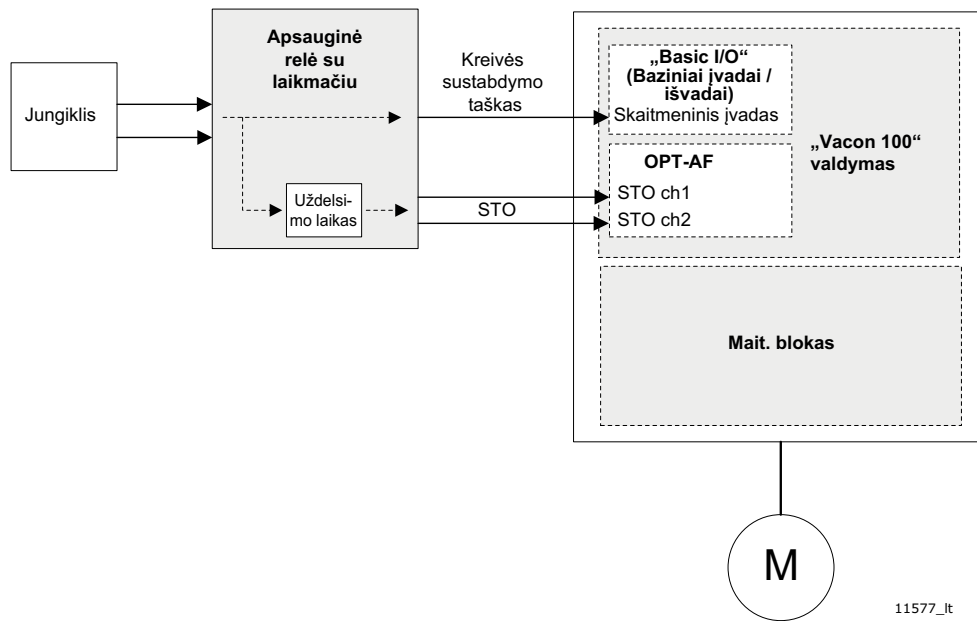 Jungiklis
Apsauginė
relė su
laikmačiu
Uždelsi-
mo laikas
Kreivės
sustabdymo
taškas
STO
„Basic I/O“
(Baziniai įvadai /
išvadai)
Skaitmeninis įvadas
OPT-AF
STO ch1
STO ch2
„Vacon 100“
valdymas
Mait. blokas
M
11577_lt